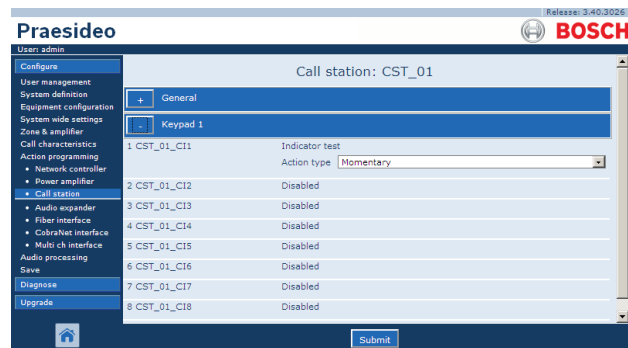 Release: 3.40.3026
Praesideo
BOSCH
User: admin
Configure
User management
System definition
Equipment configuration
System wide settings
Zone & amplifier
Call characteristics
Action programming
• Network controller
• Power amplifier
• Call station
• Audio expander
• Fiber interface
• CobraNet interface
• Multi ch interface
Audio processing
Save
Diagnose
Upgrade
Call station: CST_01
+ General
- Keypad 1
1 CST_01_CI1 Indicator test
Action type Momentary
2 CST_01_CI2 Disabled
3 CST_01_CI3 Disabled
4 CST_01_CI4 Disabled
5 CST_01_CI5 Disabled
6 CST_01_CI6 Disabled
7 CST_01_CI7 Disabled
8 CST_01_CI8 Disabled
Submit